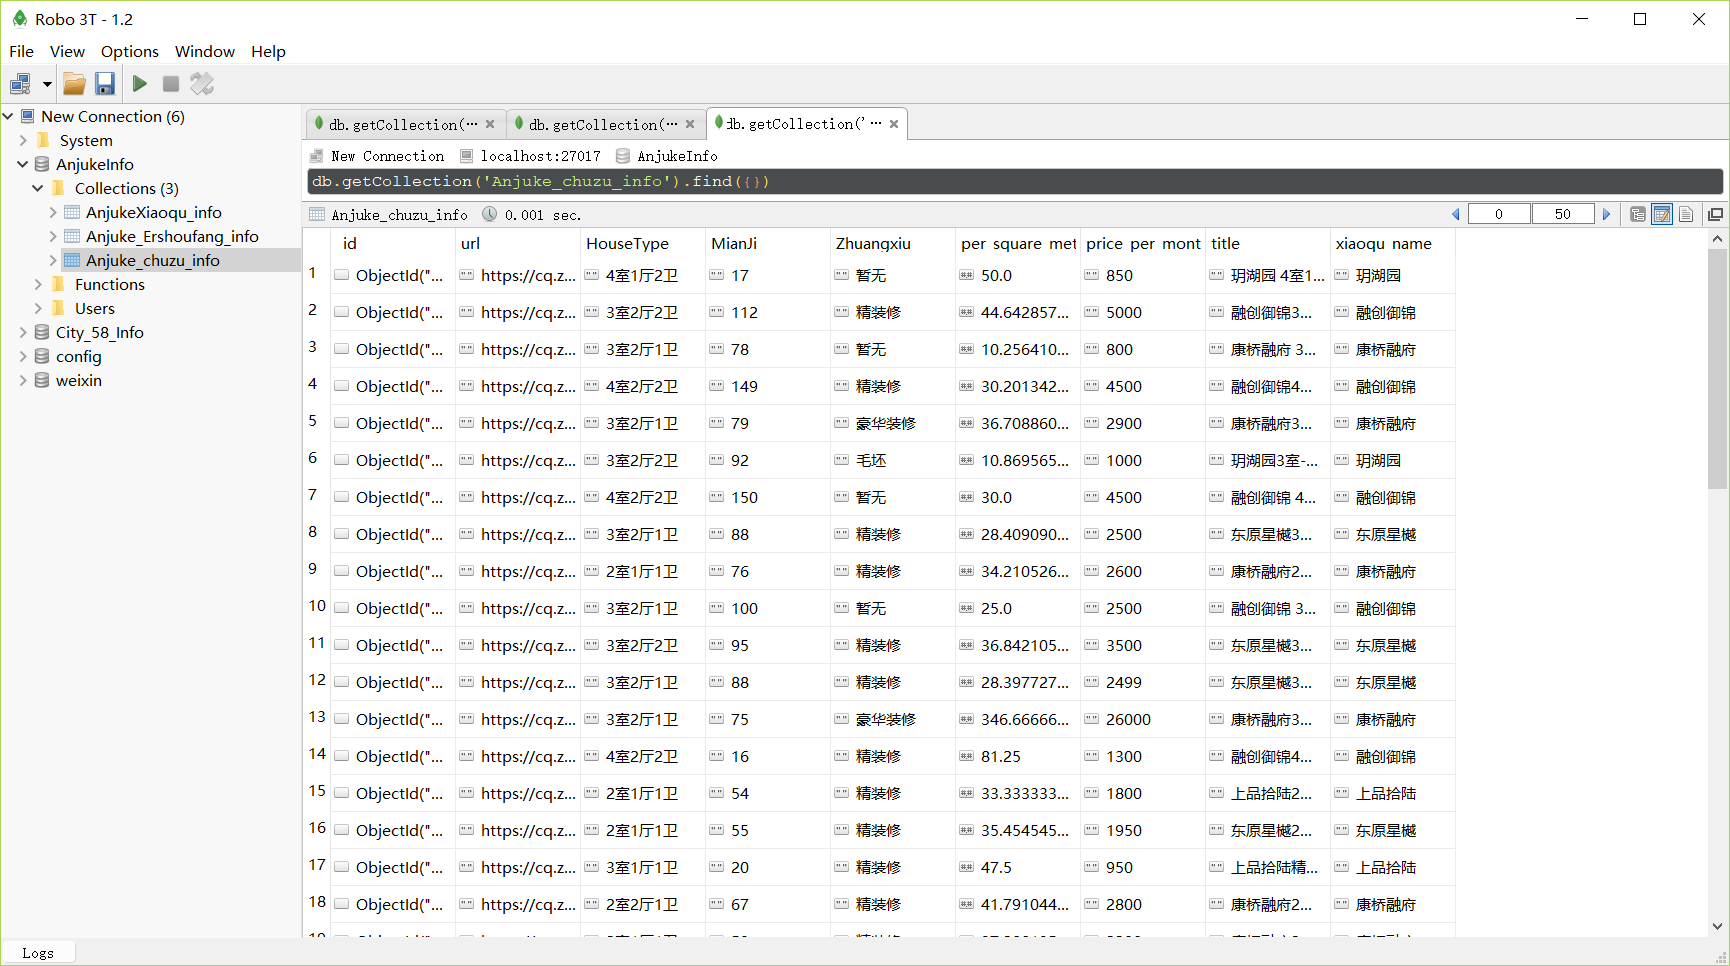 Robo 3T - 1.2
File View Options Window Help
New Connection (6)
System
AnjukeInfo
Collections (3)
AnjukeXiaoqu_info
Anjuke_Ershoufang_info
Anjuke_chuzu_info
Functions
Users
City_58_Info
config
weixin
db.getCollection(… db.getCollection(… db.getCollection('…
New Connection localhost:27017 AnjukeInfo
db.getCollection('Anjuke_chuzu_info').find({})
Anjuke_chuzu_info 0.001 sec. 0 50
id url HouseType MianJi Zhuangxiu per square met price per mont title xiaoqu name
1 ObjectId("... https://cq.z... 4室1厅2卫 17 暂无 50.0 850 玥湖园 4室1... 玥湖园
2 ObjectId("... https://cq.z... 3室2厅2卫 112 精装修 44.642857... 5000 融创御锦3... 融创御锦
3 ObjectId("... https://cq.z... 3室2厅1卫 78 暂无 10.256410... 800 康桥融府 3... 康桥融府
4 ObjectId("... https://cq.z... 4室2厅2卫 149 精装修 30.201342... 4500 融创御锦4... 融创御锦
5 ObjectId("... https://cq.z... 3室2厅1卫 79 豪华装修 36.708860... 2900 康桥融府3... 康桥融府
6 ObjectId("... https://cq.z... 3室2厅2卫 92 毛坯 10.869565... 1000 玥湖园3室-... 玥湖园
7 ObjectId("... https://cq.z... 4室2厅2卫 150 暂无 30.0 4500 融创御锦 4... 融创御锦
8 ObjectId("... https://cq.z... 3室2厅1卫 88 精装修 28.409090... 2500 东原星樾3... 东原星樾
9 ObjectId("... https://cq.z... 2室1厅1卫 76 精装修 34.210526... 2600 康桥融府2... 康桥融府
10 ObjectId("... https://cq.z... 3室2厅1卫 100 暂无 25.0 2500 融创御锦 3... 融创御锦
11 ObjectId("... https://cq.z... 3室2厅2卫 95 精装修 36.842105... 3500 东原星樾3... 东原星樾
12 ObjectId("... https://cq.z... 3室2厅1卫 88 精装修 28.397727... 2499 东原星樾3... 东原星樾
13 ObjectId("... https://cq.z... 3室2厅1卫 75 豪华装修 346.66666... 26000 康桥融府3... 康桥融府
14 ObjectId("... https://cq.z... 4室2厅2卫 16 精装修 81.25 1300 融创御锦4... 融创御锦
15 ObjectId("... https://cq.z... 2室1厅1卫 54 精装修 33.333333... 1800 上品拾陆2... 上品拾陆
16 ObjectId("... https://cq.z... 2室1厅1卫 55 精装修 35.454545... 1950 东原星樾2... 东原星樾
17 ObjectId("... https://cq.z... 3室1厅1卫 20 精装修 47.5 950 上品拾陆精... 上品拾陆
18 ObjectId("... https://cq.z... 2室2厅1卫 67 精装修 41.791044... 2800 康桥融府2... 康桥融府
Logs